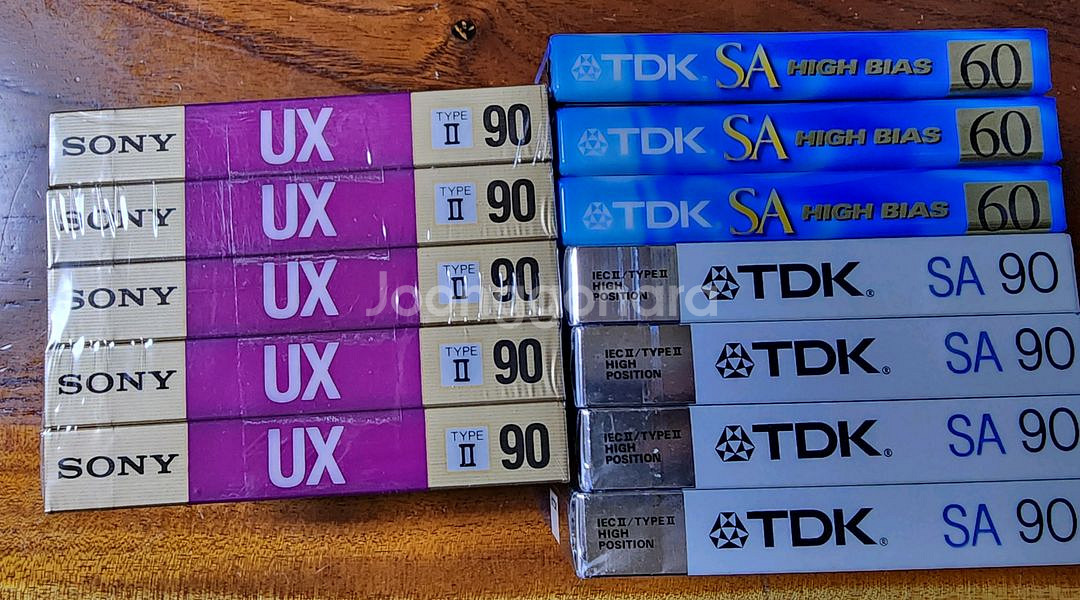 SONY UX TYPE II 90
SONY UX TYPE II 90
SONY UX TYPE II 90
SONY UX TYPE II 90
SONY UX TYPE II 90
TDK SA HIGH BIAS 60
TDK SA HIGH BIAS 60
TDK SA HIGH BIAS 60
IEC II/TYPE II
HIGH
POSITION
TDK® SA 90
IEC II/TYPE II
HIGH
POSITION
TDK® SA 90
IEC II/TYPE II
HIGH
POSITION
TDK® SA 90
IEC II/TYPE II
HIGH
POSITION
TDK® SA 90
Joonggonara